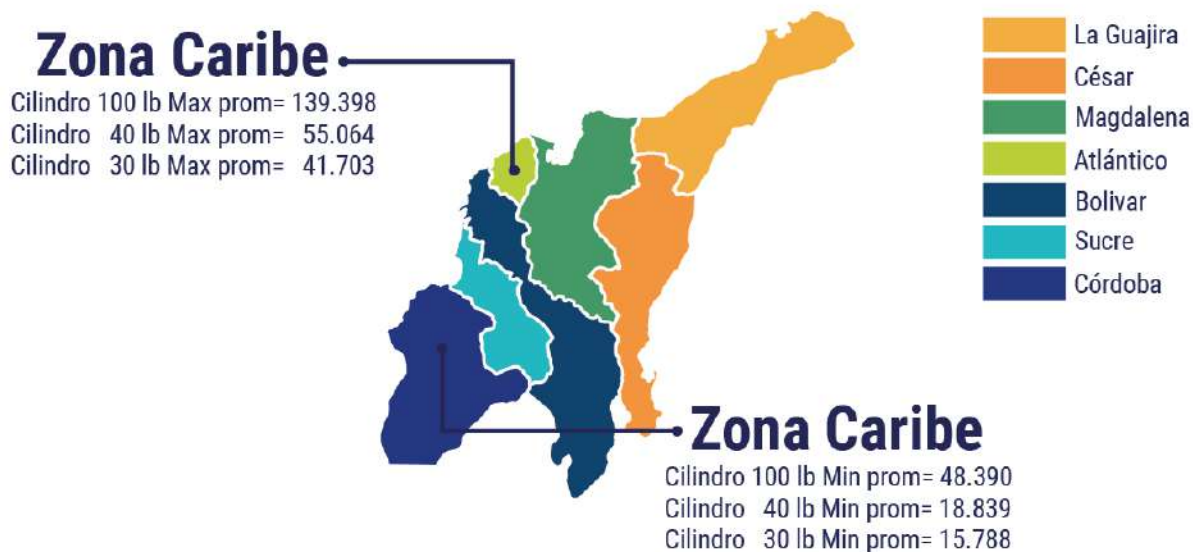 Zona Caribe
Cilindro 100 lb Max prom= 139.398
Cilindro 40 lb Max prom= 55.064
Cilindro 30 lb Max prom= 41.703
La Guajira
César
Magdalena
Atlántico
Bolivar
Sucre
Córdoba
Zona Caribe
Cilindro 100 lb Min prom= 48.390
Cilindro 40 lb Min prom= 18.839
Cilindro 30 lb Min prom= 15.788